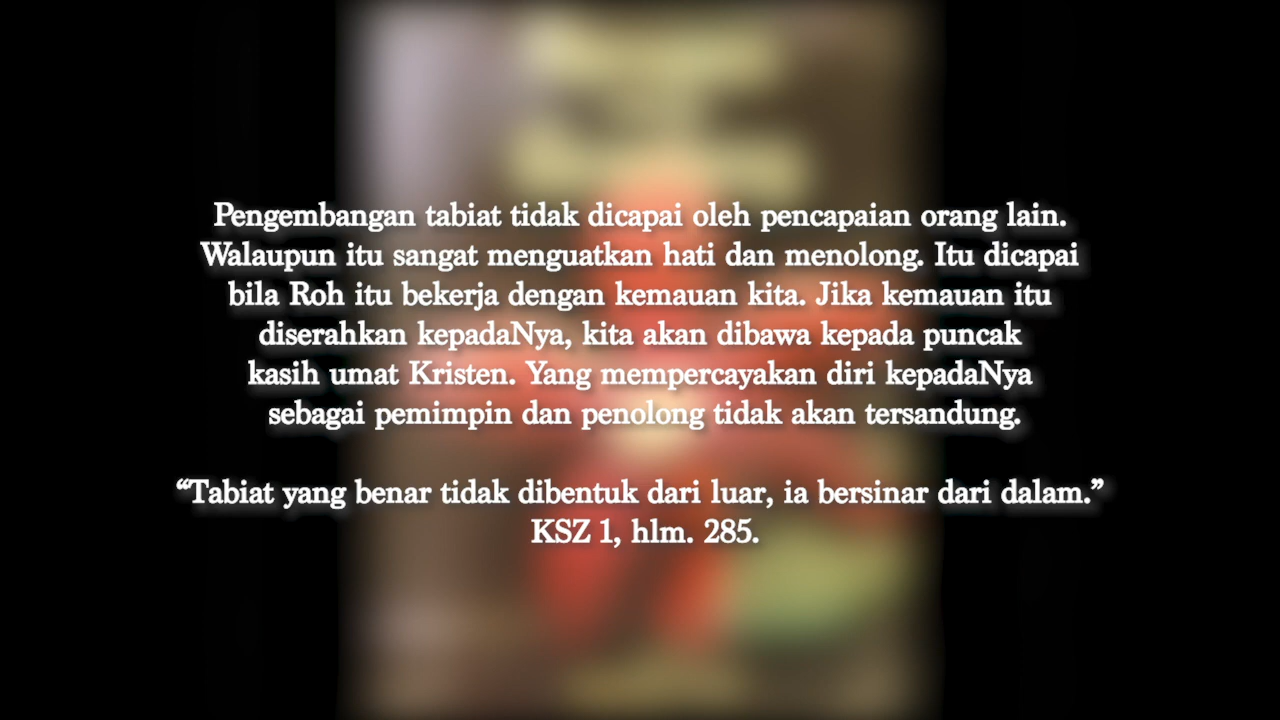 Pengembangan tabiat tidak dicapai oleh pencapaian orang lain.
Walaupun itu sangat menguatkan hati dan menolong. Itu dicapai
bila Roh itu bekerja dengan kemauan kita. Jika kemauan itu
diserahkan kepadaNya, kita akan dibawa kepada puncak
kasih umat Kristen. Yang mempercayakan diri kepadaNya
sebagai pemimpin dan penolong tidak akan tersandung.
“Tabiat yang benar tidak dibentuk dari luar, ia bersinar dari dalam.”
KSZ 1, hlm. 285.